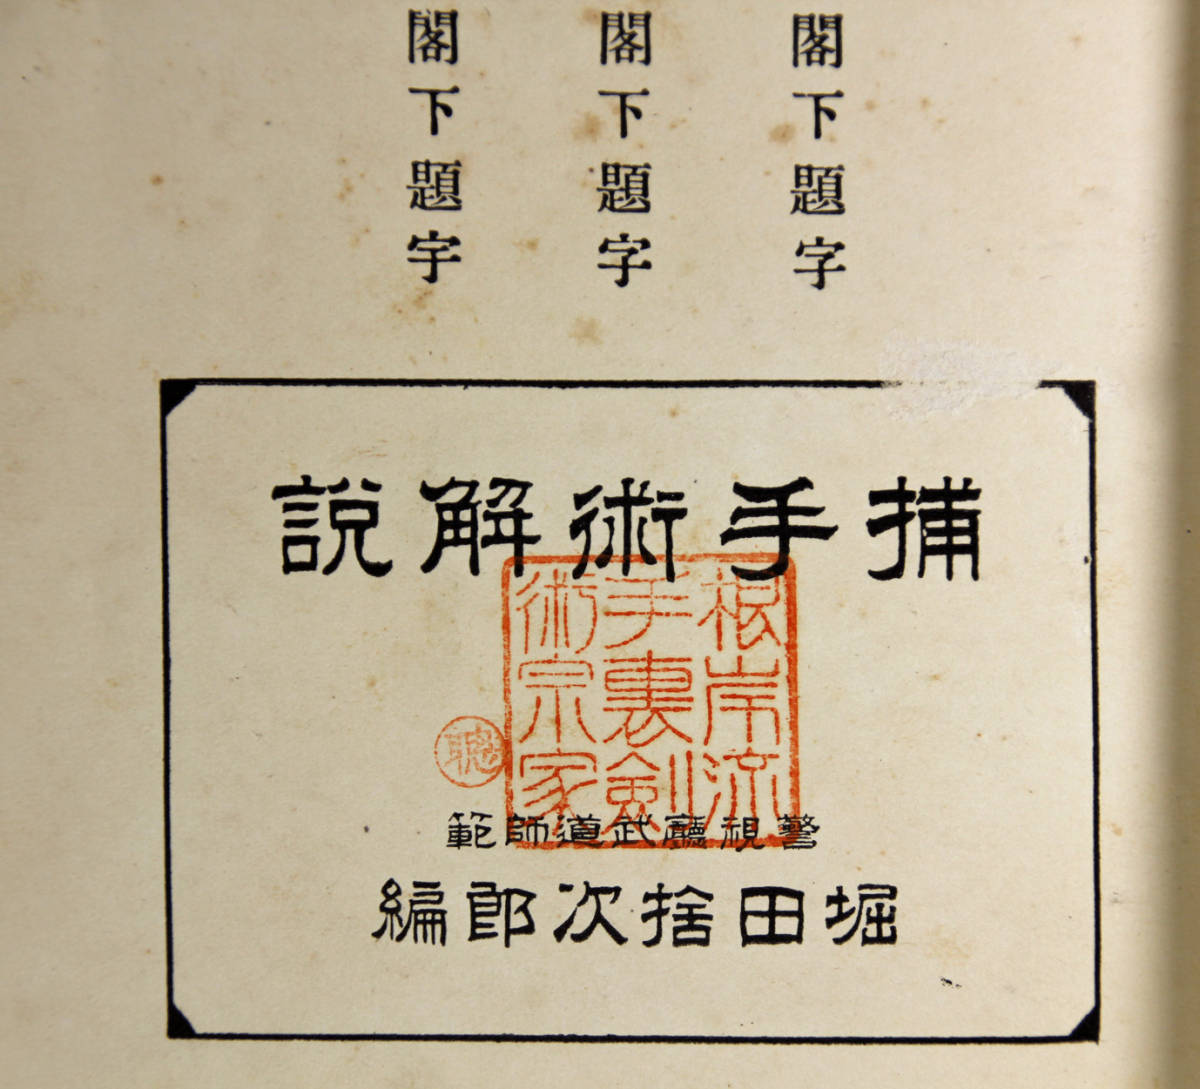 閣下題字
閣下題字
閣下題字
捕手術解說
根岸流
手裏剣
術宗家
聰
警視廳武道師範
堀田捨次郎編